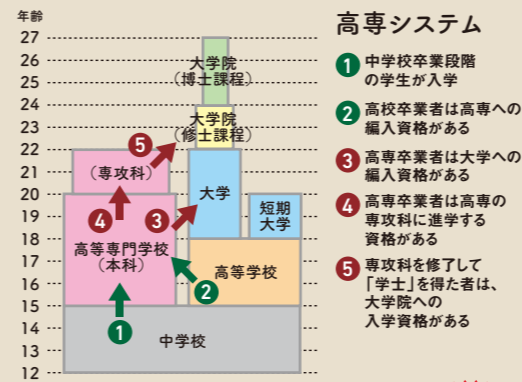 年齢
27
26
25
24
23
22
21
20
19
18
17
16
15
14
13
12
大学院
（博士課程）
大学院
（修士課程）
5
（専攻科）
4
3
大学
短期
大学
高等専門学校
（本科）
2
高等学校
1
中学校
高専システム
1 中学校卒業段階
の学生が入学
2 高校卒業者は高専への
編入資格がある
3 高専卒業者は大学への
編入資格がある
4 高専卒業者は高専の
専攻科に進学する
資格がある
5 専攻科を修了して
「学士」を得た者は、
大学院への
入学資格がある